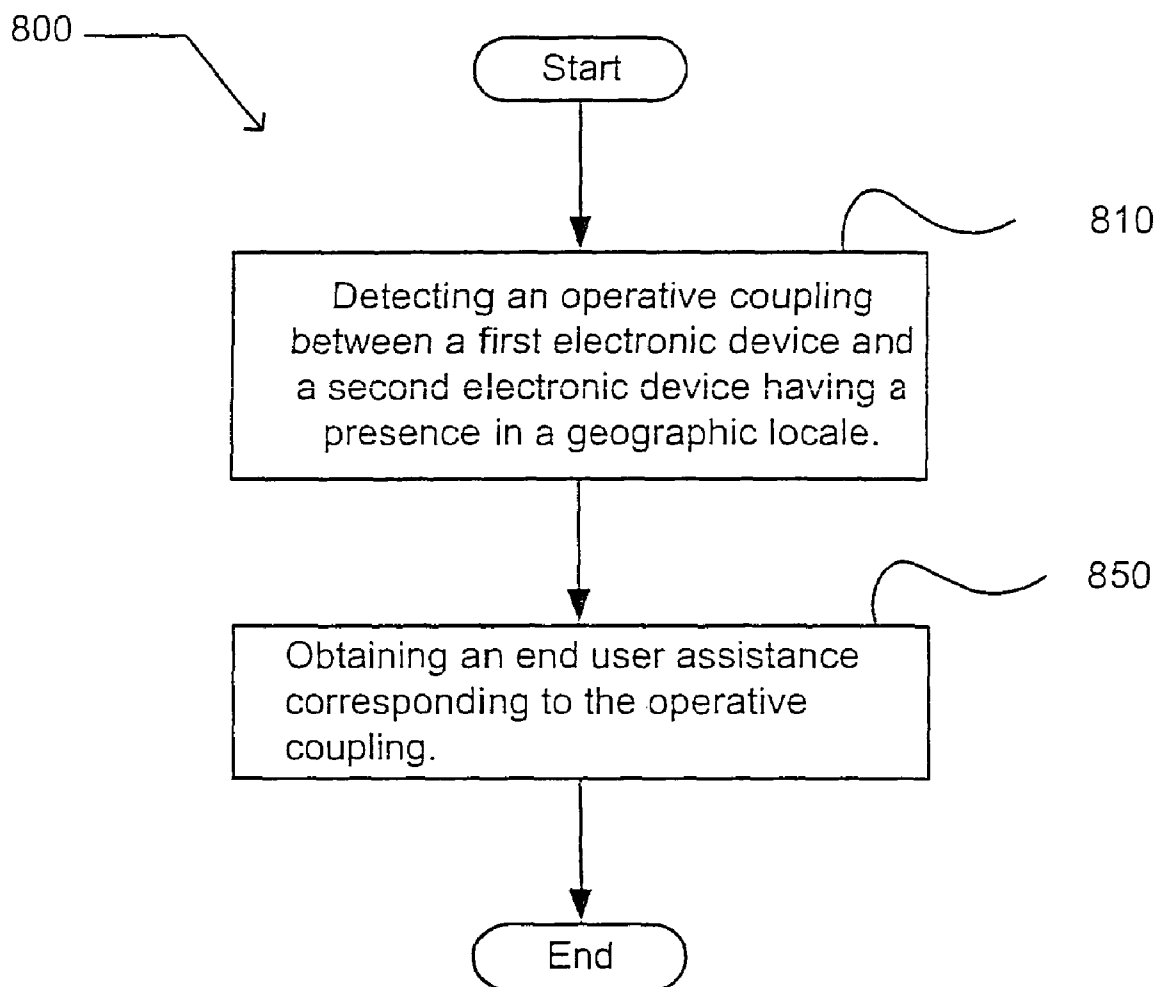 800
Start
810
Detecting an operative coupling
between a first electronic device and
a second electronic device having a
presence in a geographic locale.
850
Obtaining an end user assistance
corresponding to the operative
coupling.
End